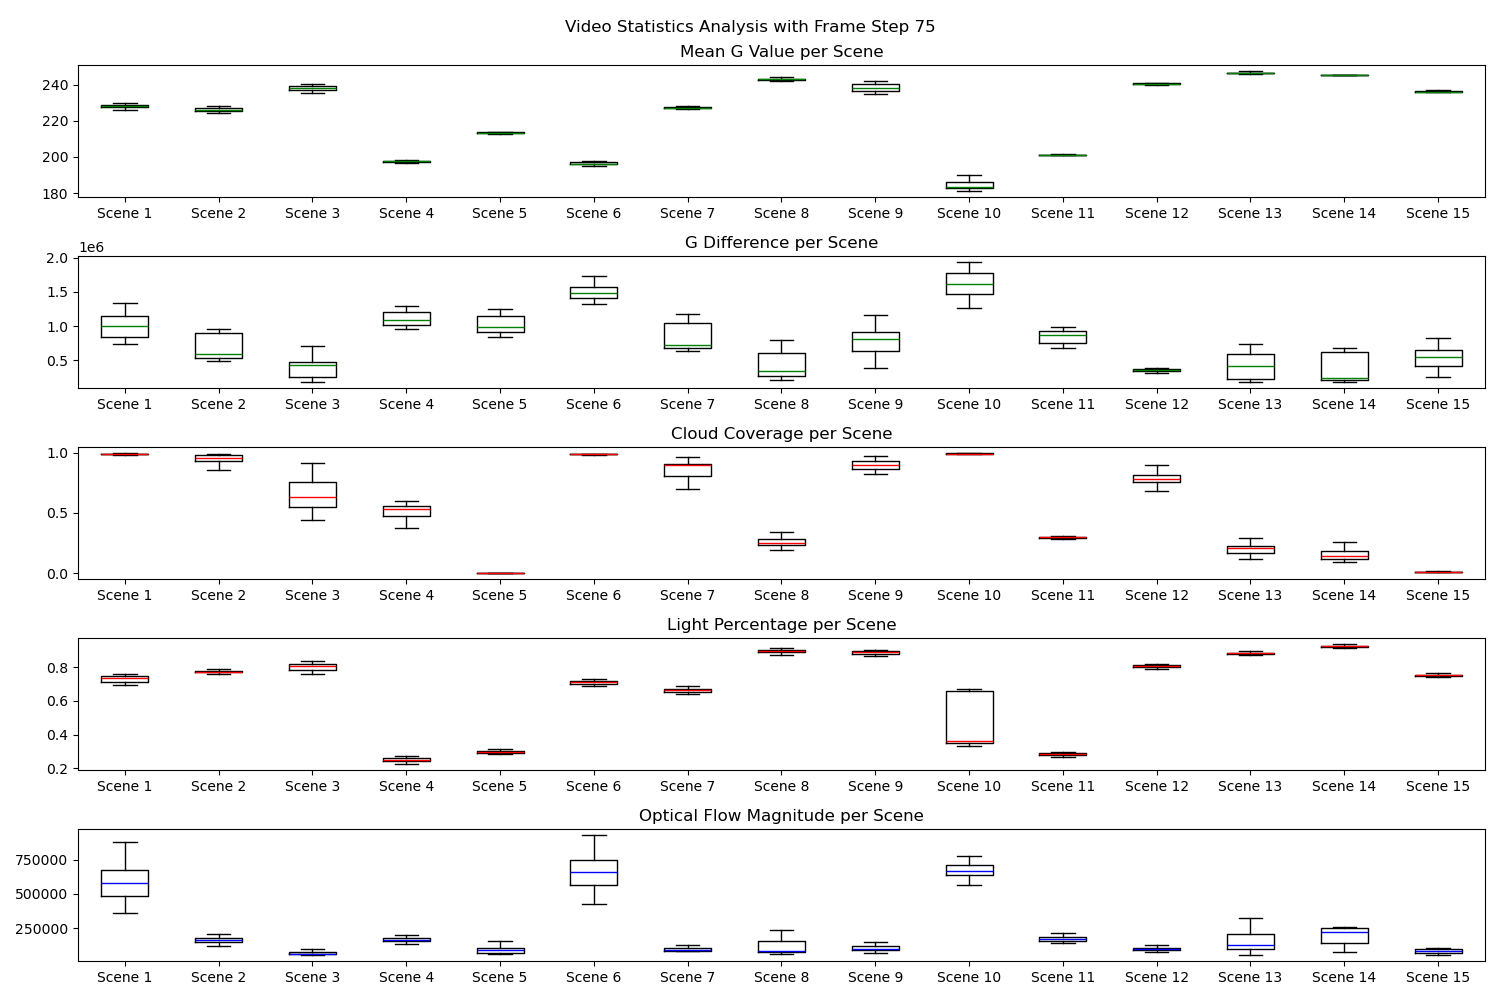 Video Statistics Analysis with Frame Step 75
Mean G Value per Scene
240
220
200
180
Scene 1 Scene 2 Scene 3 Scene 4 Scene 5 Scene 6 Scene 7 Scene 8 Scene 9 Scene 10 Scene 11 Scene 12 Scene 13 Scene 14 Scene 15
G Difference per Scene
1e6
2.0
1.5
1.0
0.5
Scene 1 Scene 2 Scene 3 Scene 4 Scene 5 Scene 6 Scene 7 Scene 8 Scene 9 Scene 10 Scene 11 Scene 12 Scene 13 Scene 14 Scene 15
Cloud Coverage per Scene
1.0
0.5
0.0
Scene 1 Scene 2 Scene 3 Scene 4 Scene 5 Scene 6 Scene 7 Scene 8 Scene 9 Scene 10 Scene 11 Scene 12 Scene 13 Scene 14 Scene 15
Light Percentage per Scene
0.8
0.6
0.4
0.2
Scene 1 Scene 2 Scene 3 Scene 4 Scene 5 Scene 6 Scene 7 Scene 8 Scene 9 Scene 10 Scene 11 Scene 12 Scene 13 Scene 14 Scene 15
Optical Flow Magnitude per Scene
750000
500000
250000
Scene 1 Scene 2 Scene 3 Scene 4 Scene 5 Scene 6 Scene 7 Scene 8 Scene 9 Scene 10 Scene 11 Scene 12 Scene 13 Scene 14 Scene 15